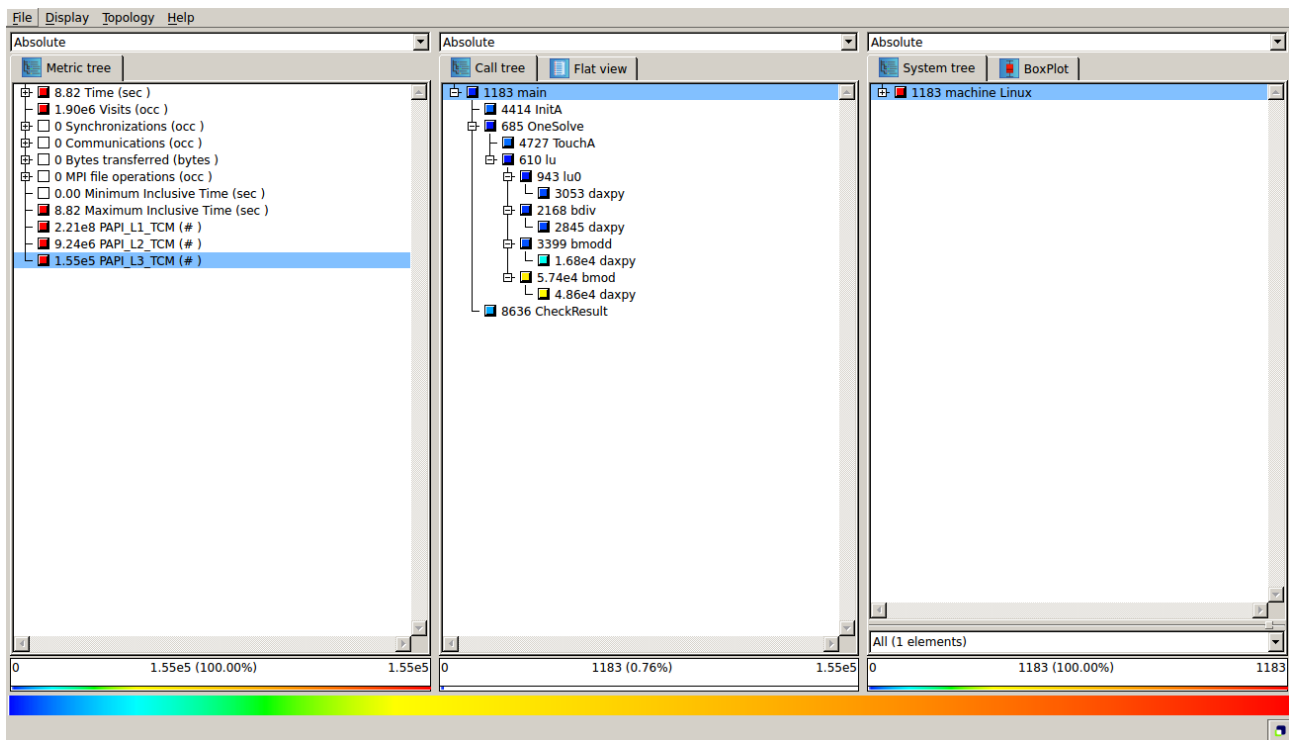 File Display Topology Help
Absolute
Metric tree
8.82 Time (sec )
1.90e6 Visits (occ )
0 Synchronizations (occ )
0 Communications (occ )
0 Bytes transferred (bytes )
0 MPI file operations (occ )
0.00 Minimum Inclusive Time (sec )
8.82 Maximum Inclusive Time (sec )
2.21e8 PAPI_L1_TCM (# )
9.24e6 PAPI_L2_TCM (# )
1.55e5 PAPI_L3_TCM (# )
0 1.55e5 (100.00%) 1.55e5
Absolute
Call tree Flat view
1183 main
4414 InitA
685 OneSolve
4727 TouchA
610 lu
943 lu0
3053 daxpy
2168 bdiv
2845 daxpy
3399 bmodd
1.68e4 daxpy
5.74e4 bmod
4.86e4 daxpy
8636 CheckResult
0 1183 (0.76%) 1.55e5
Absolute
System tree BoxPlot
1183 machine Linux
All (1 elements)
0 1183 (100.00%) 1183